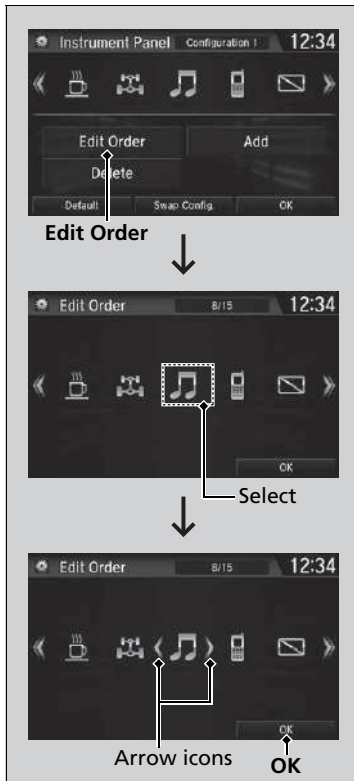 Instrument Panel Configuration 1 12:34
Edit Order Add
Delete
Default Swap Config. OK
Edit Order
Edit Order 8/15 12:34
OK
Select
Edit Order 8/15 12:34
OK
Arrow icons OK